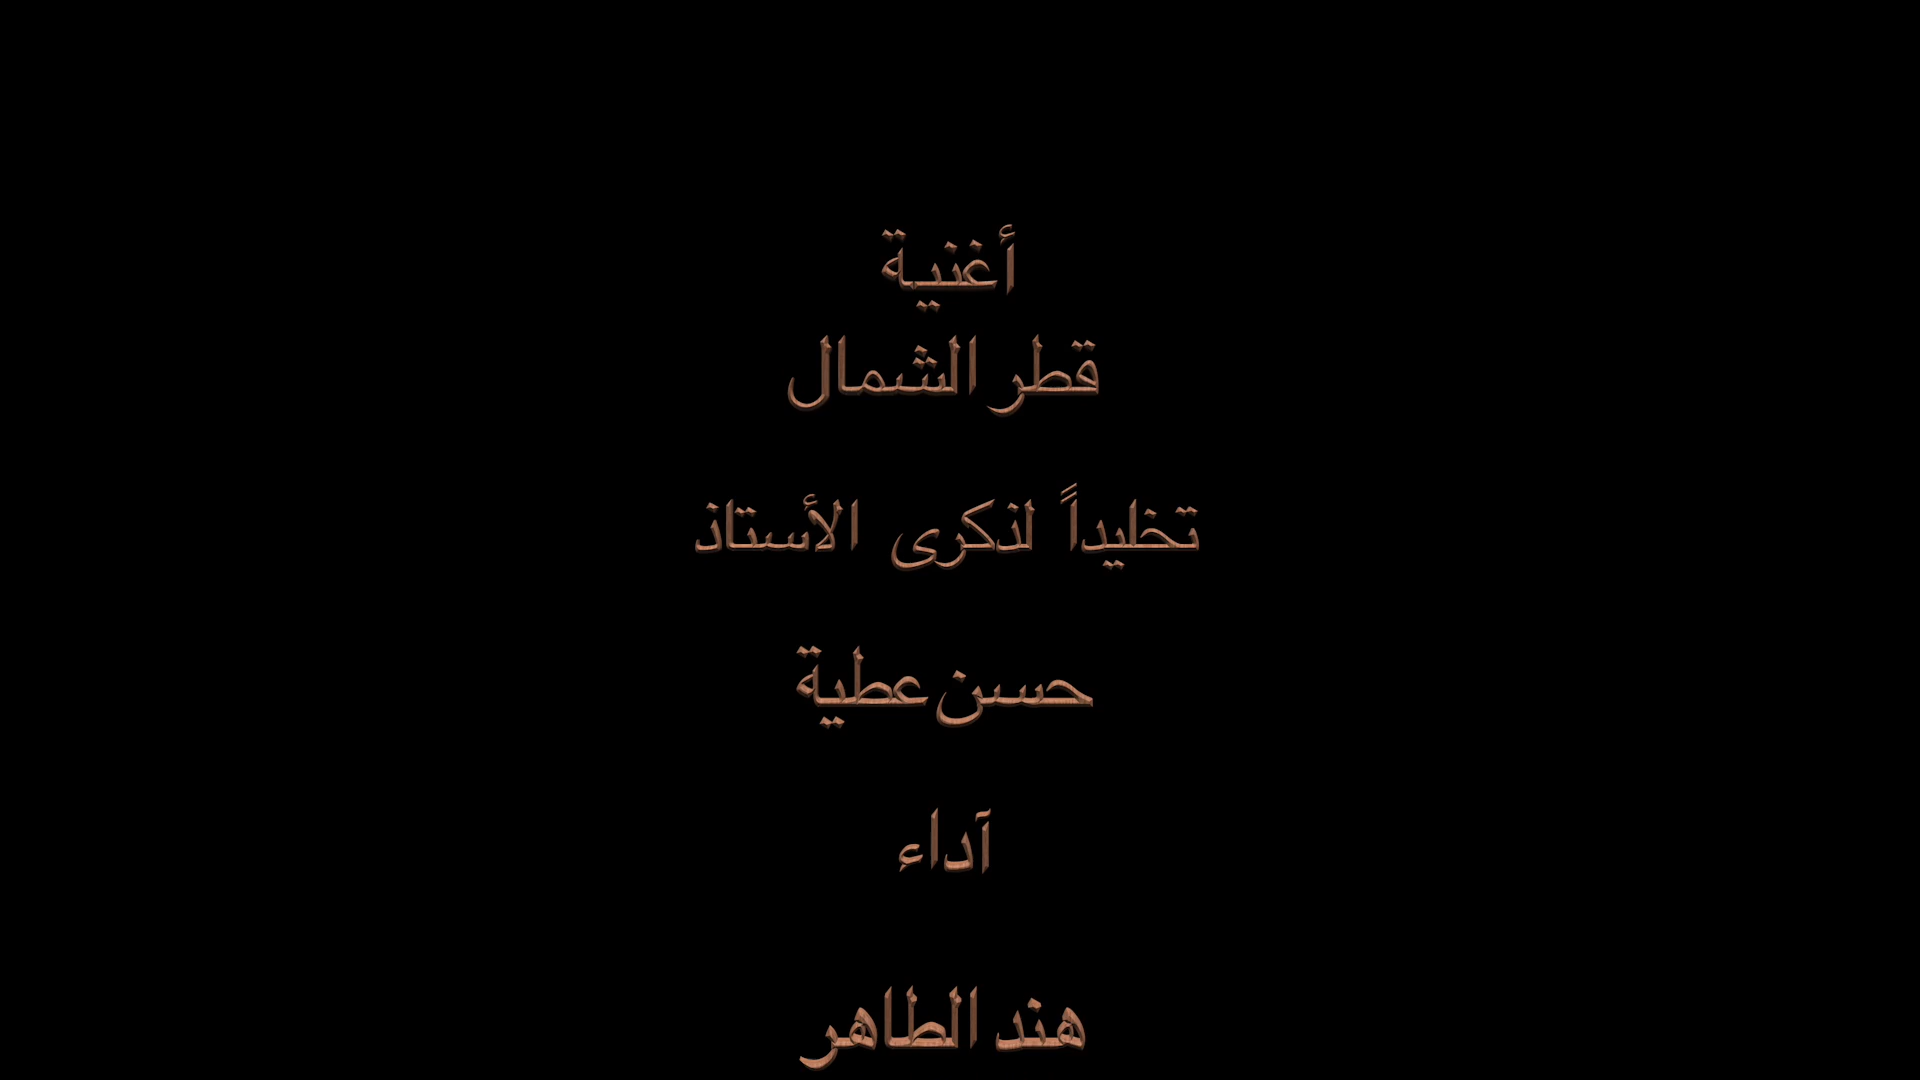 أغنية
قطر الشمال
تخليداً لذكرى الأستاذ
حسن عطية
آداء
هند الطاهر